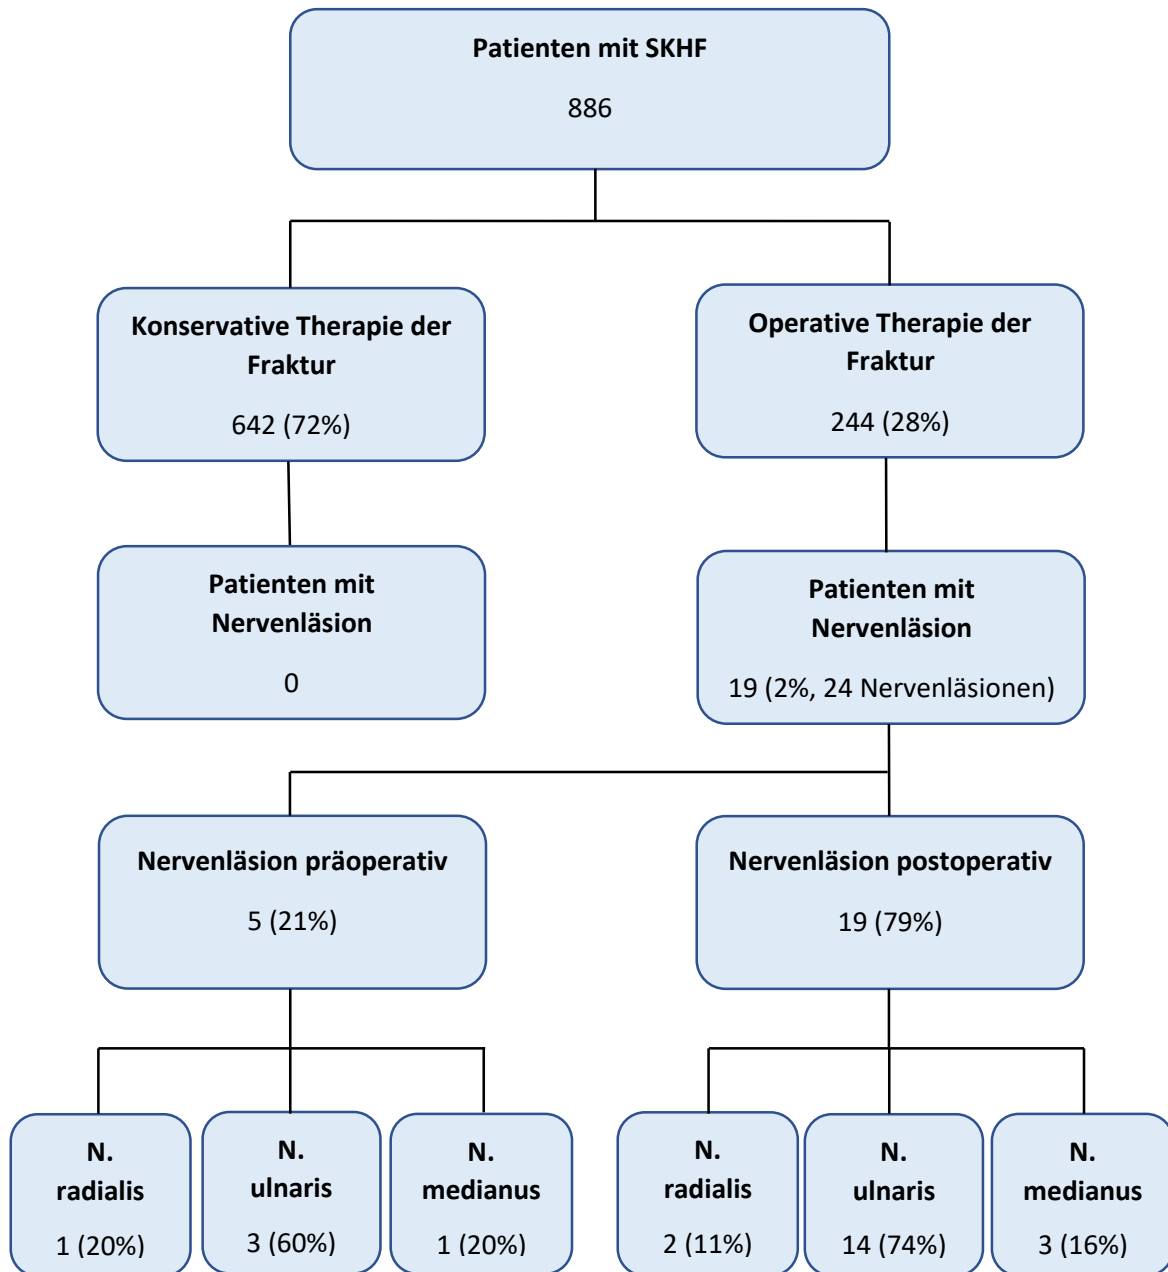 Patienten mit SKHF
886
Konservative Therapie der
Fraktur
642 (72%)
Operative Therapie der
Fraktur
244 (28%)
Patienten mit
Nervenläsion
0
Patienten mit
Nervenläsion
19 (2%, 24 Nervenläsionen)
Nervenläsion präoperativ
5 (21%)
Nervenläsion postoperativ
19 (79%)
N.
radialis
1 (20%)
N.
ulnaris
3 (60%)
N.
medianus
1 (20%)
N.
radialis
2 (11%)
N.
ulnaris
14 (74%)
N.
medianus
3 (16%)